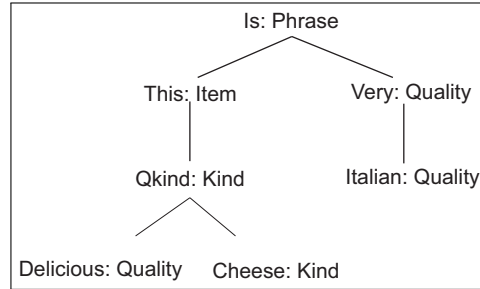 Is: Phrase
This: Item
Very: Quality
Qkind: Kind
Italian: Quality
Delicious: Quality
Cheese: Kind